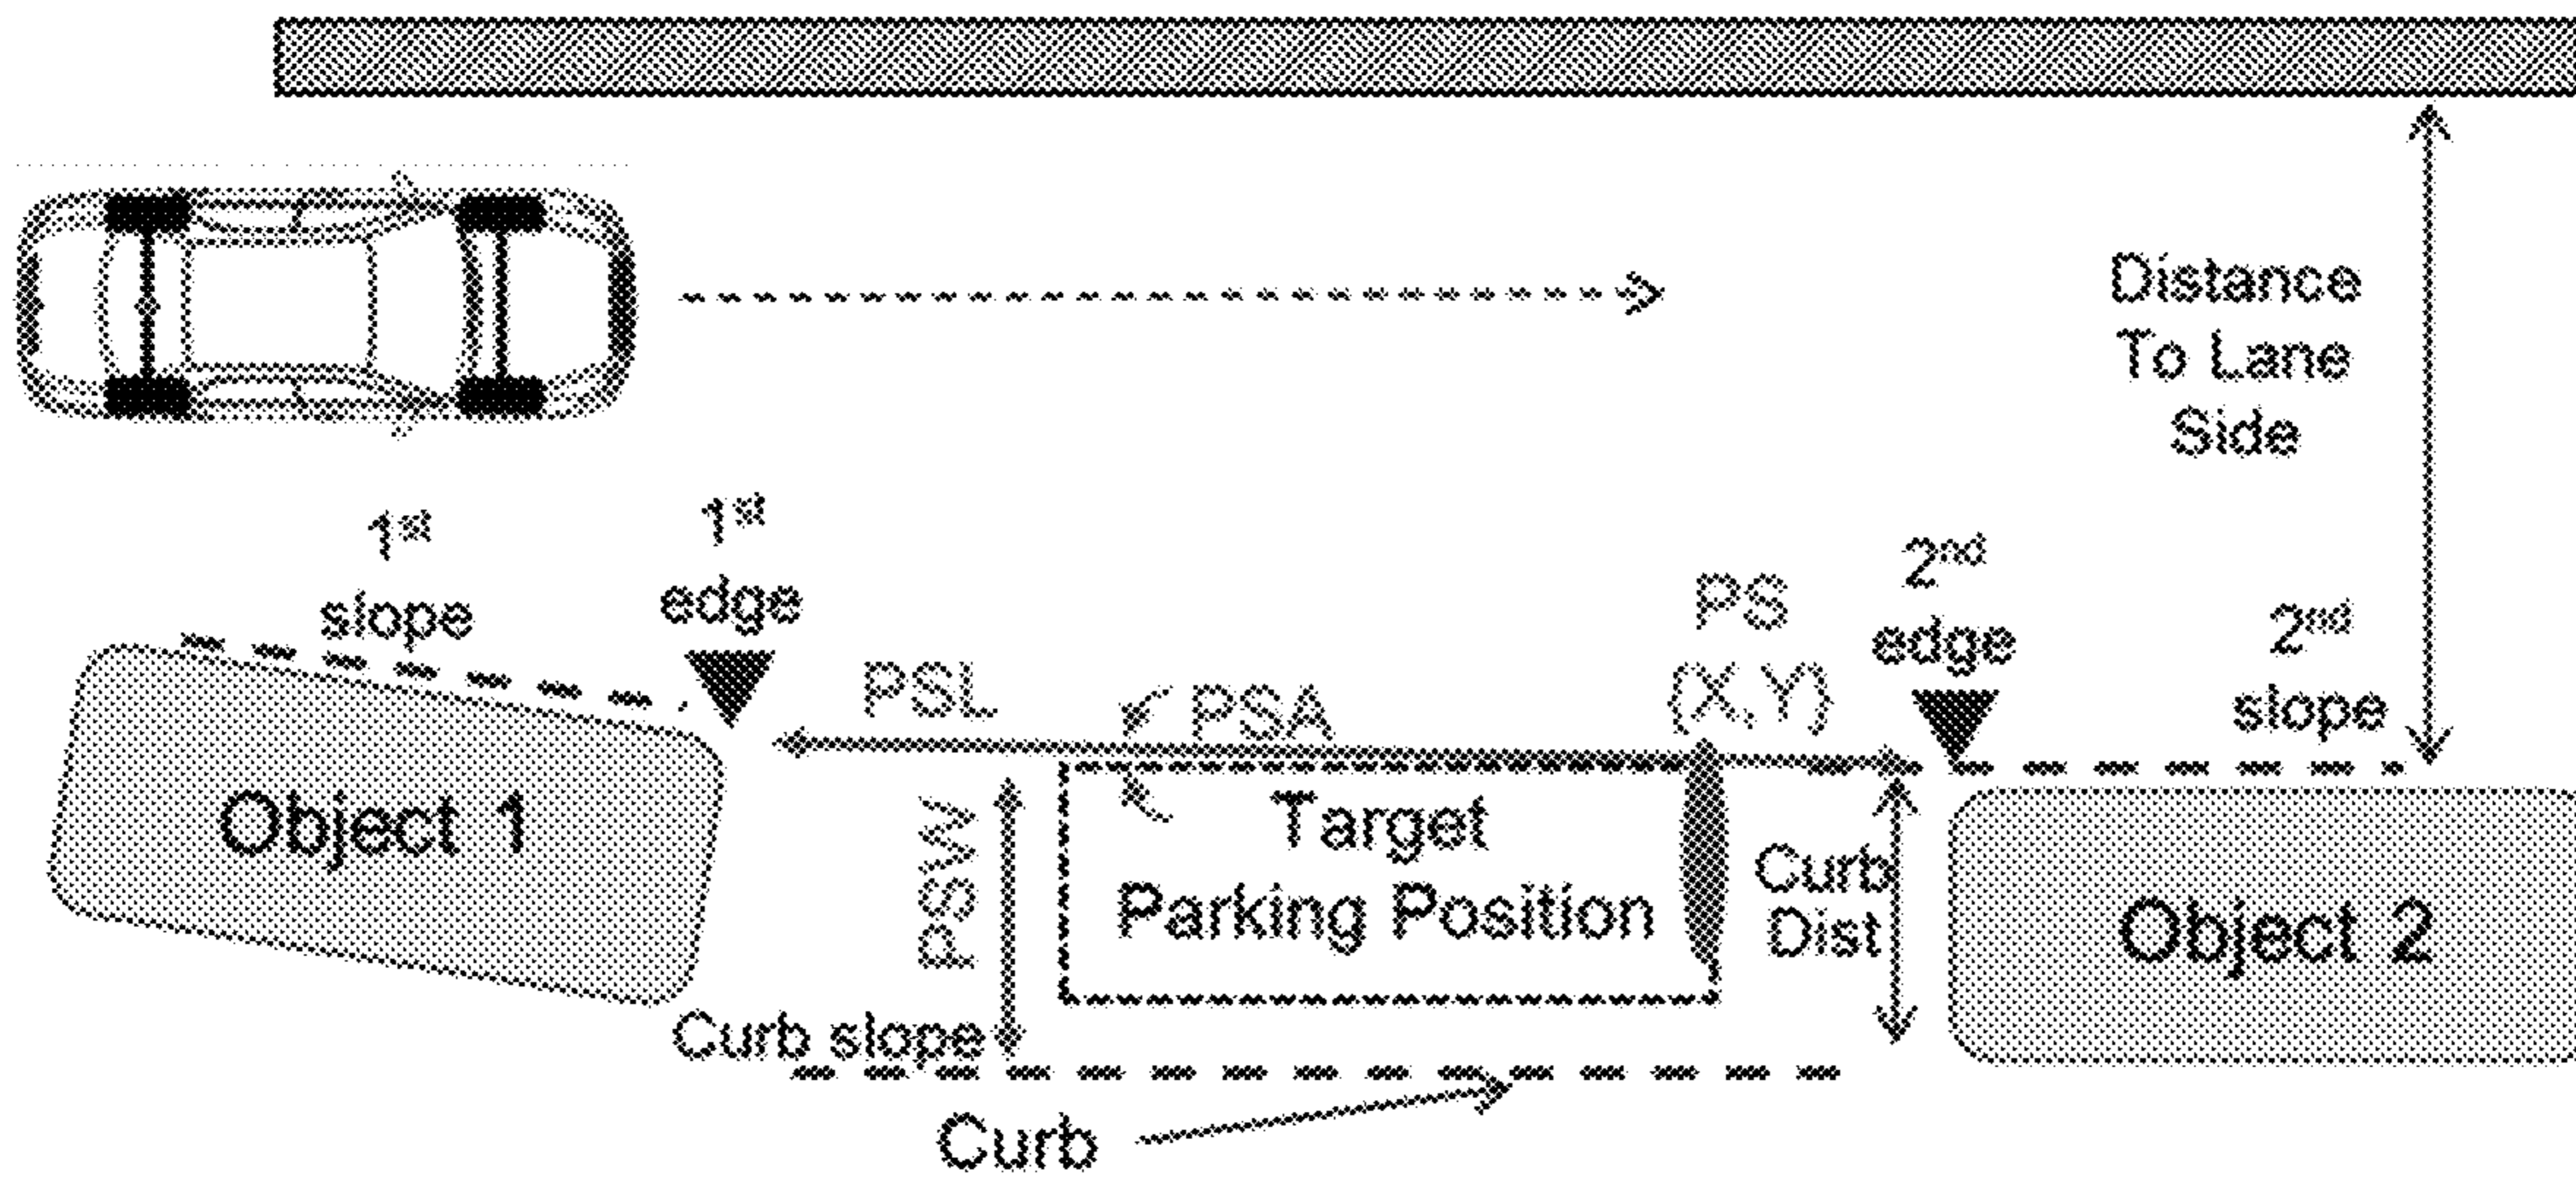 Distance
To Lane
Side
1st
slope
1st
edge
PSL
PSA
PS
(X,Y)
2nd
edge
2nd
slope
Object 1
PSW
Target
Parking Position
Curb
Dist
Object 2
Curb slope
Curb